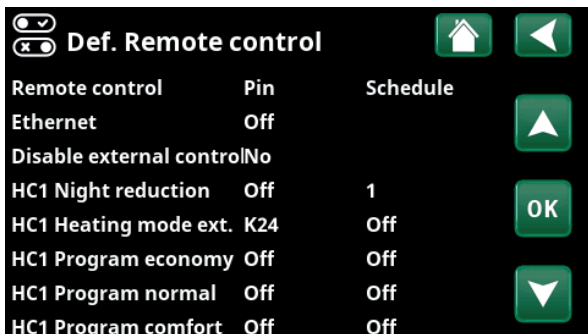 Def. Remote control
Remote control Pin Schedule
Ethernet Off
Disable external control No
HC1 Night reduction Off 1
HC1 Heating mode ext. K24 Off
OK
HC1 Program economy Off Off
HC1 Program normal Off Off
HC1 Program comfort Off Off